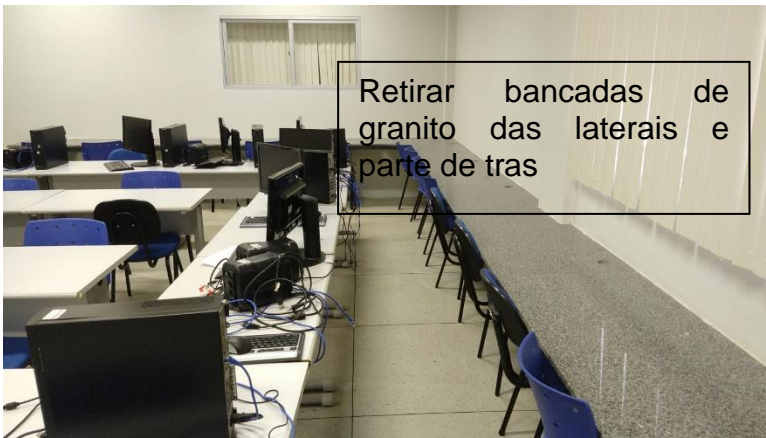 Retirar bancadas de
granito das laterais e
parte de tras